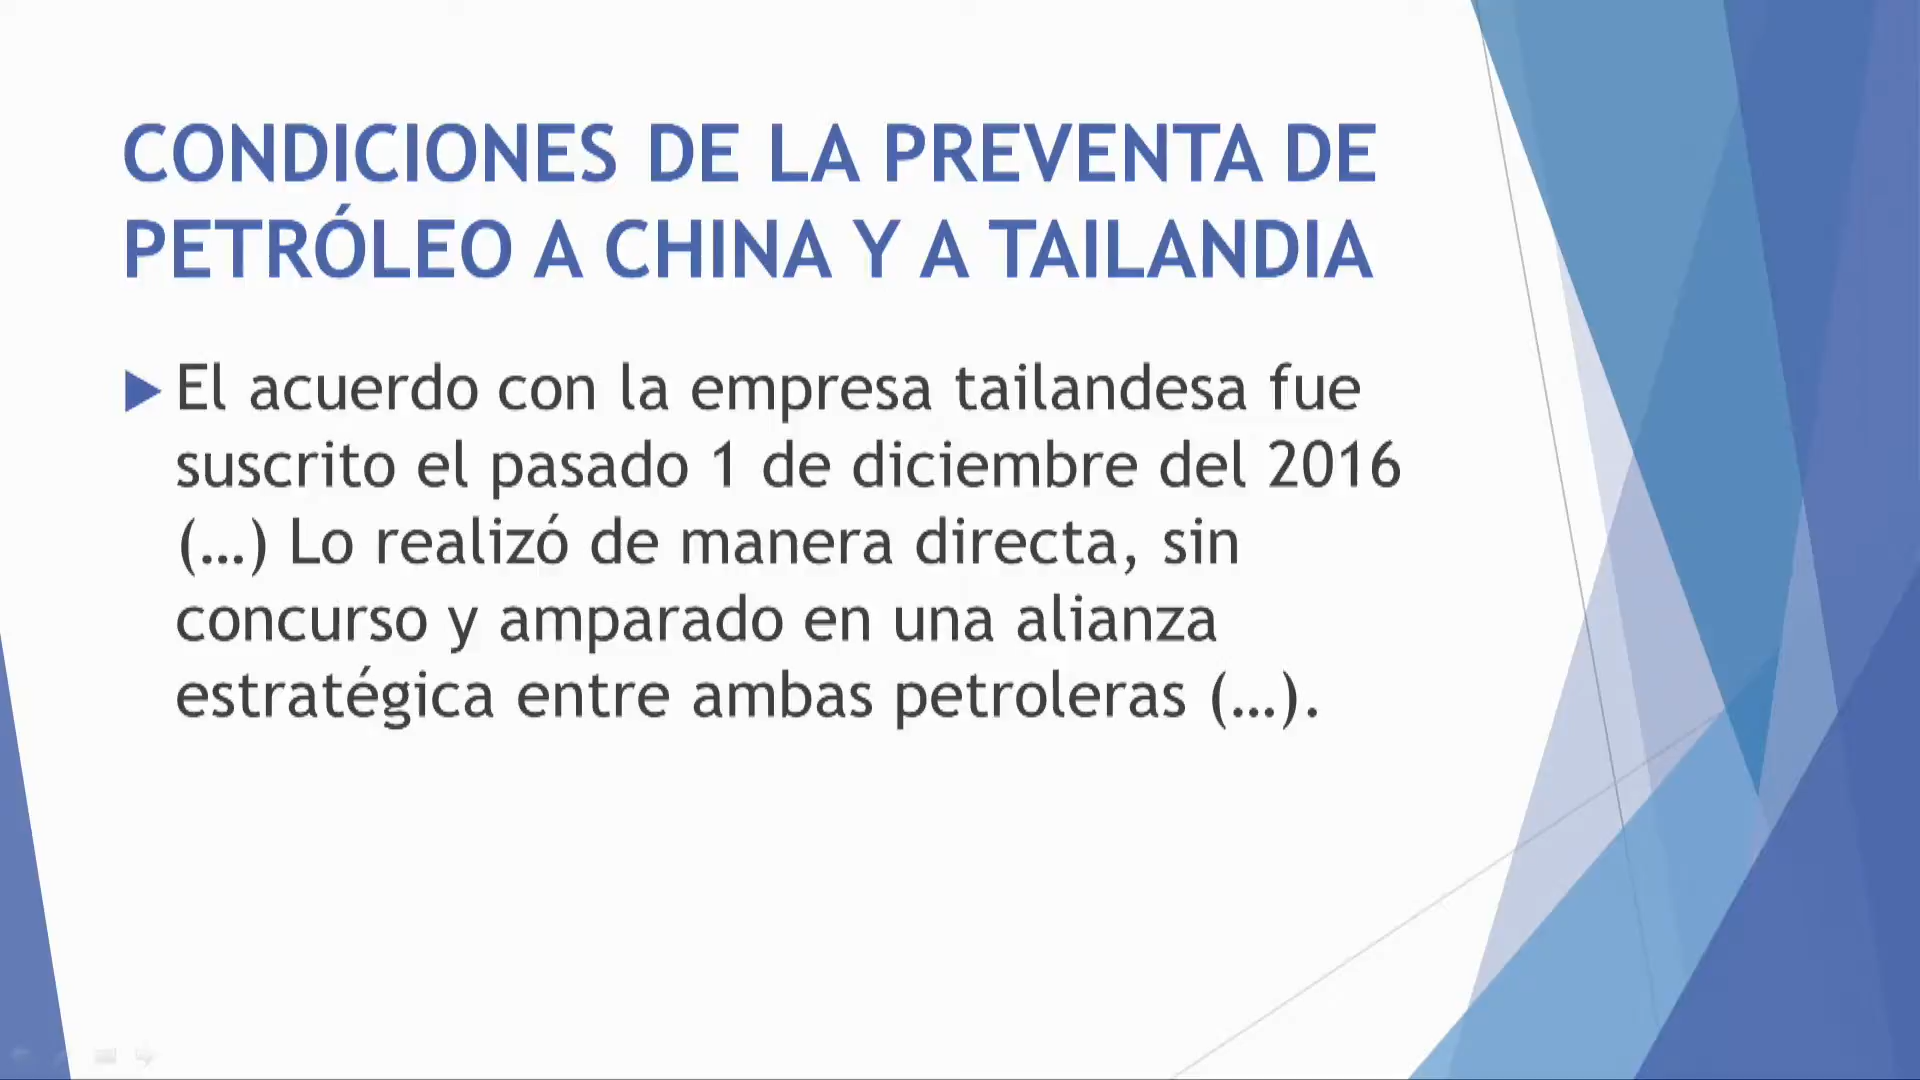 CONDICIONES DE LA PREVENTA DE
PETRÓLEO A CHINA Y A TAILANDIA
El acuerdo con la empresa tailandesa fue
suscrito el pasado 1 de diciembre del 2016
(…) Lo realizó de manera directa, sin
concurso y amparado en una alianza
estratégica entre ambas petroleras (…).